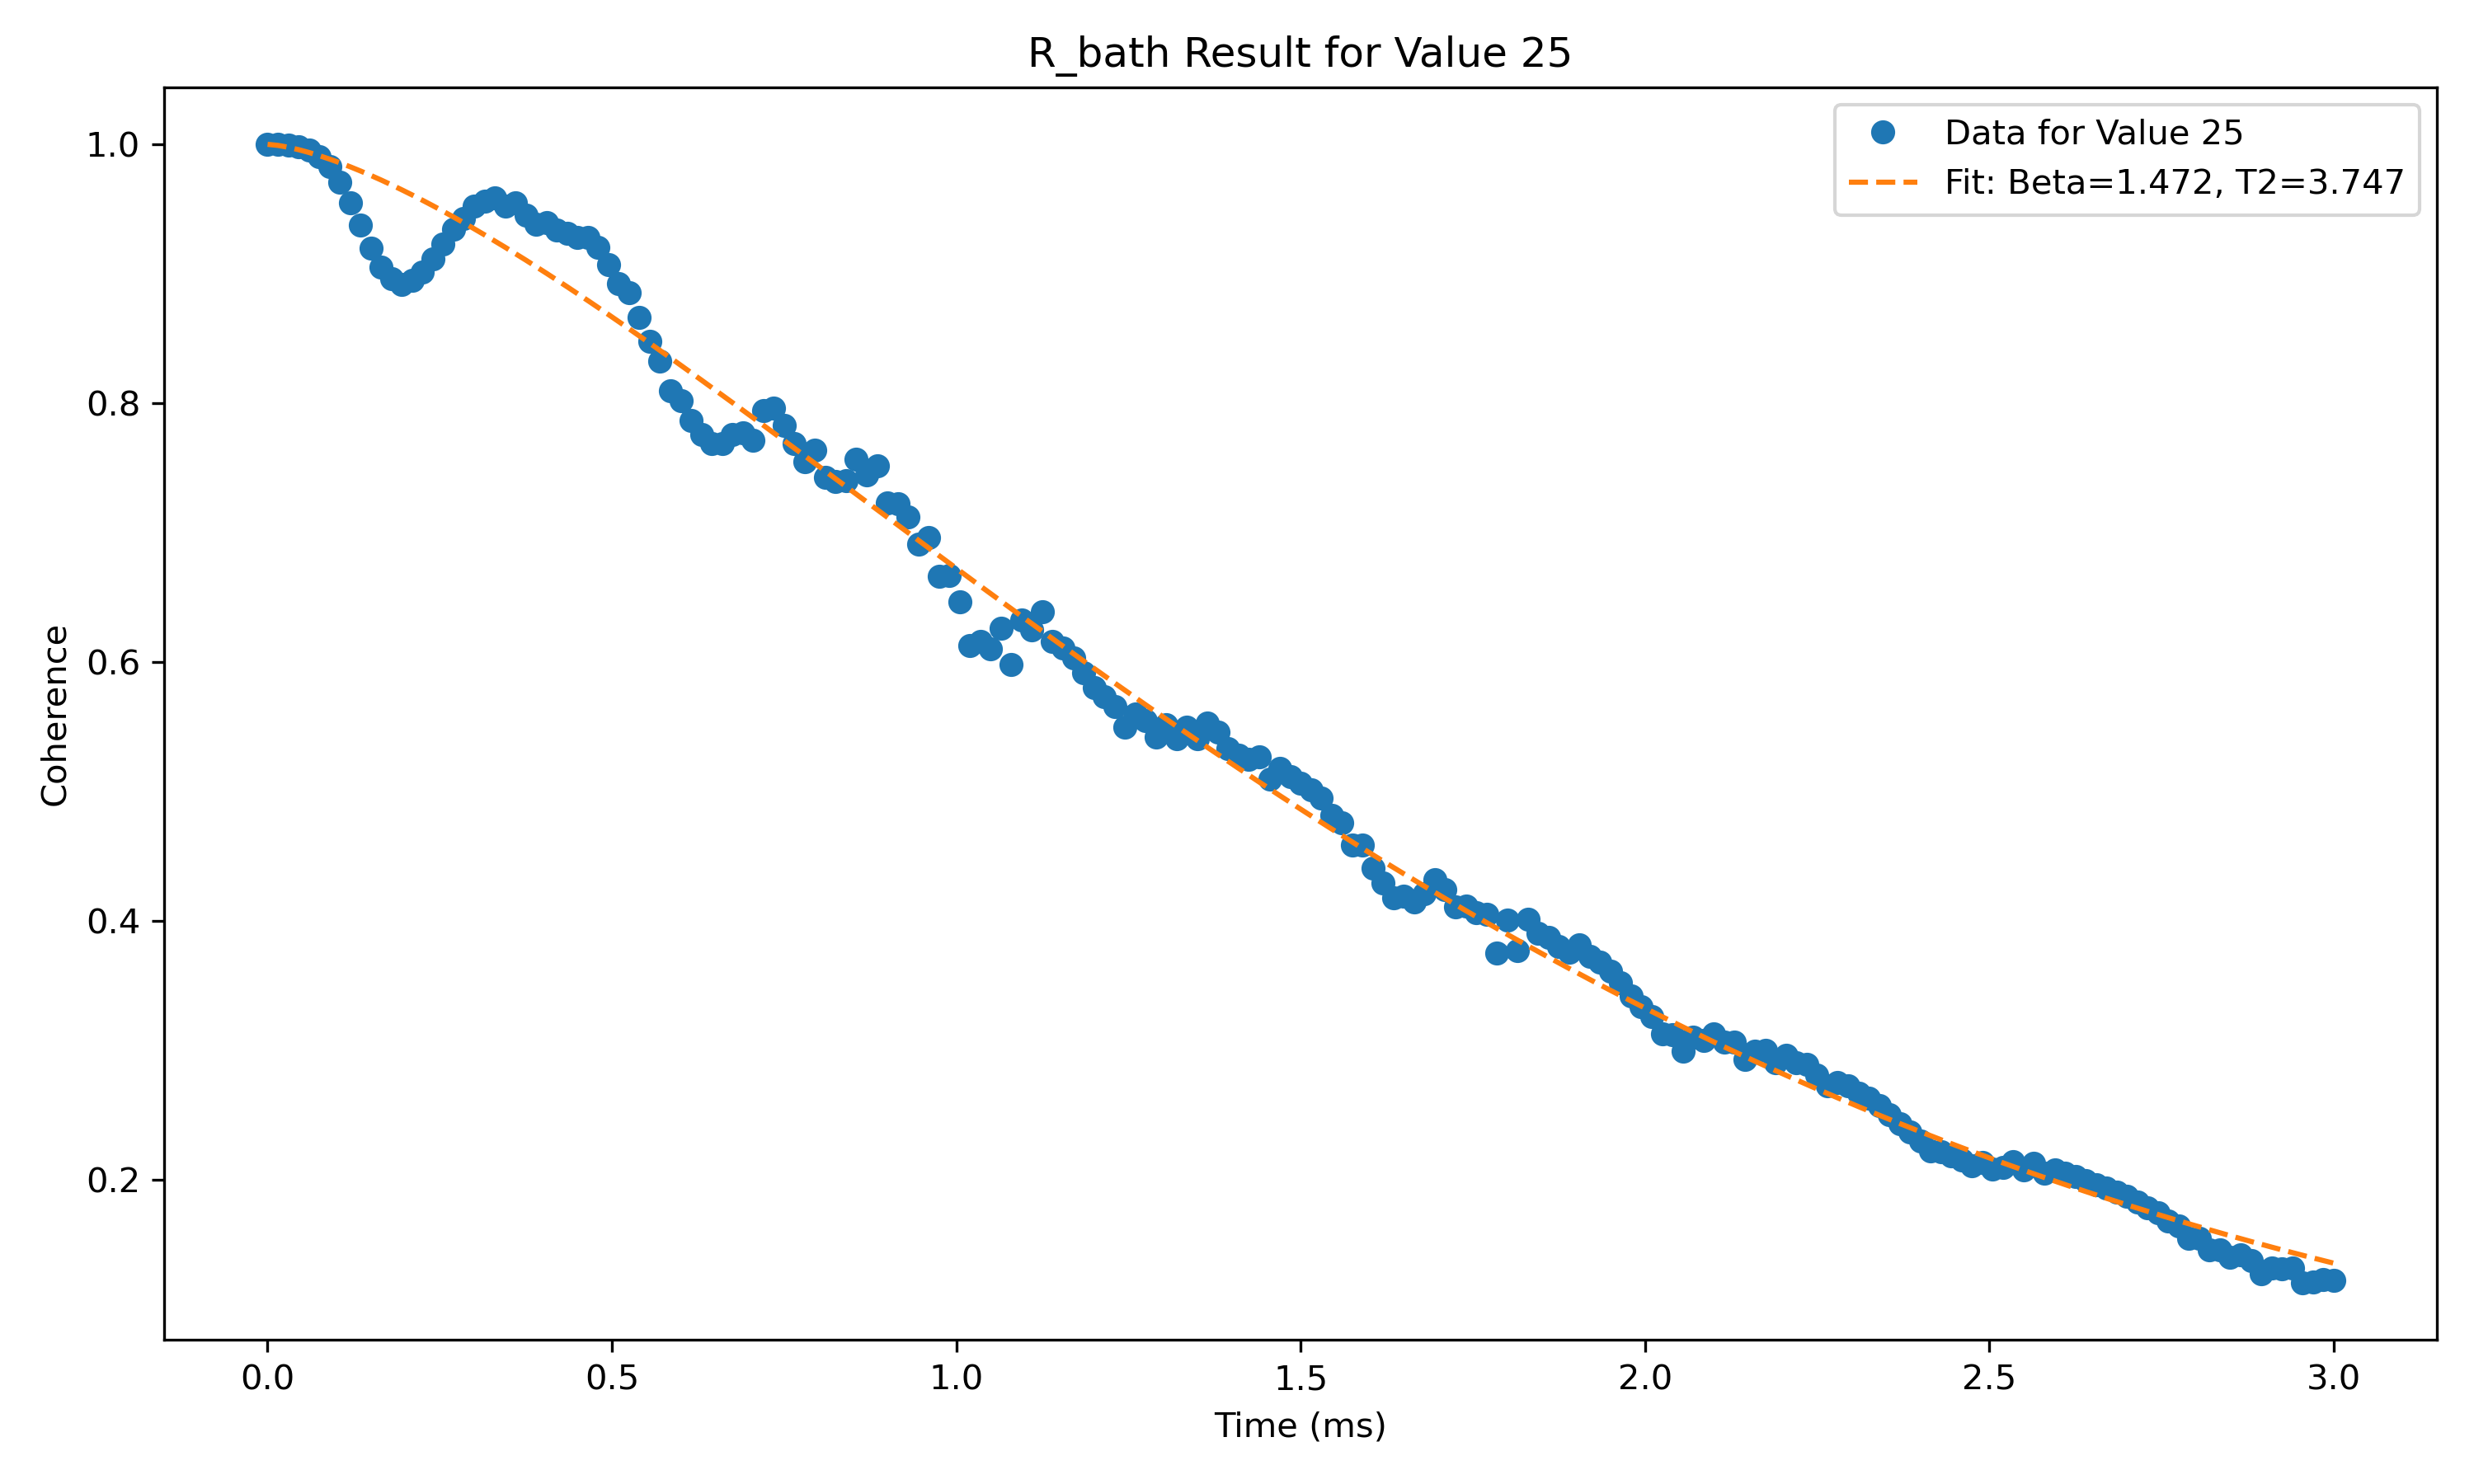 R_bath Result for Value 25
Data for Value 25
Fit: Beta=1.472, T2=3.747
Coherence
1.0
0.8
0.6
0.4
0.2
0.0 0.5 1.0 1.5 2.0 2.5 3.0
Time (ms)